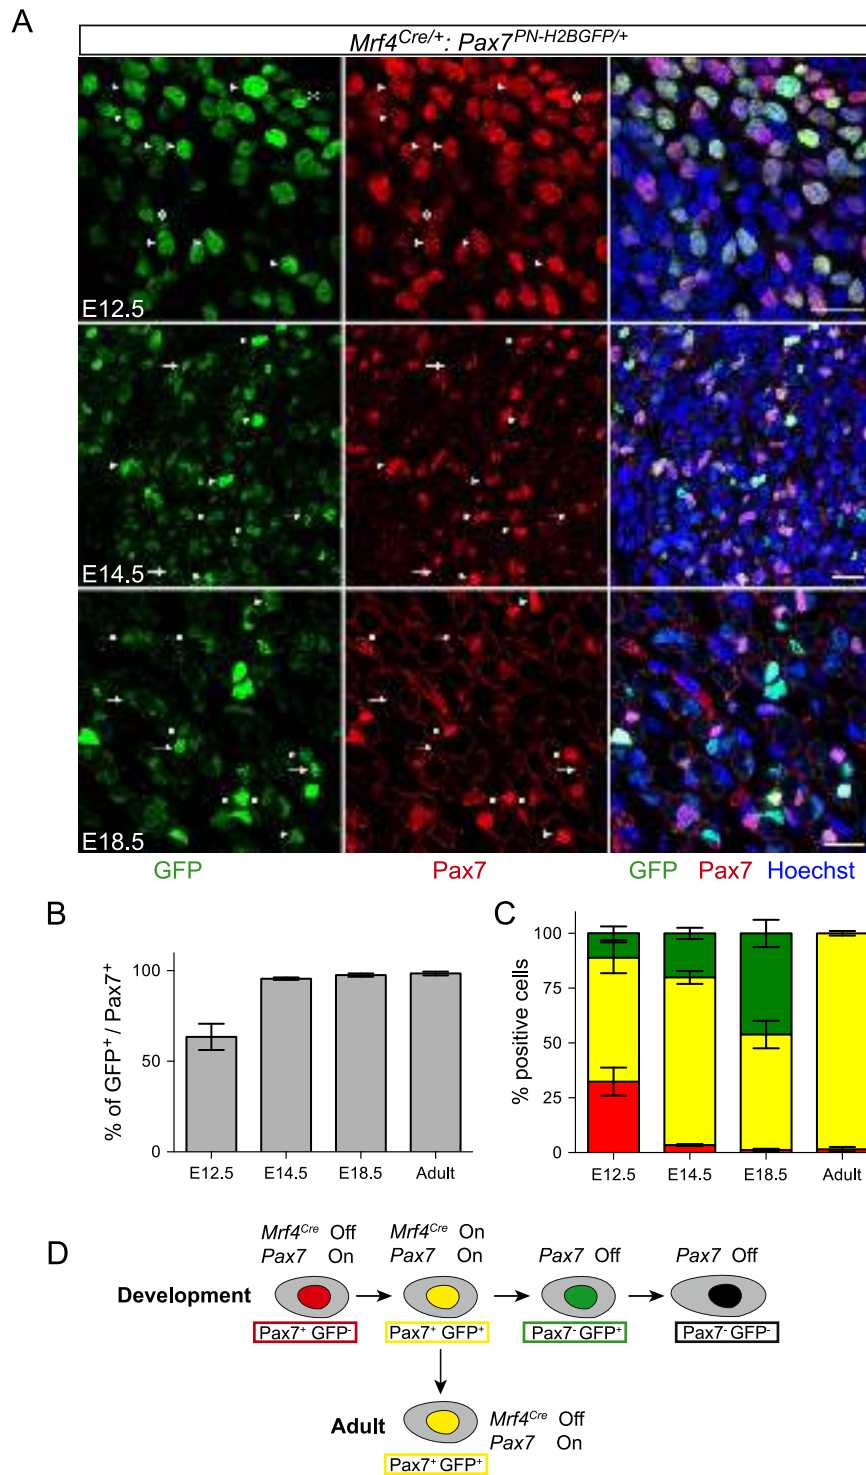 A
Mrf4Cre/+: Pax7PN-H2BGFP/+
E12.5
E14.5
E18.5
GFP
Pax7
GFP Pax7 Hoechst
B
% of GFP+ / Pax7+
100
50
0
E12.5
E14.5
E18.5
Adult
C
% positive cells
100
75
50
25
0
E12.5
E14.5
E18.5
Adult
D
Mrf4Cre Off
Pax7 On
Mrf4Cre On
Pax7 On
Pax7 Off
Pax7 Off
Development
Pax7+ GFP-
Pax7+ GFP+
Pax7- GFP+
Pax7- GFP-
Adult
Mrf4Cre Off
Pax7 On
Pax7+ GFP+